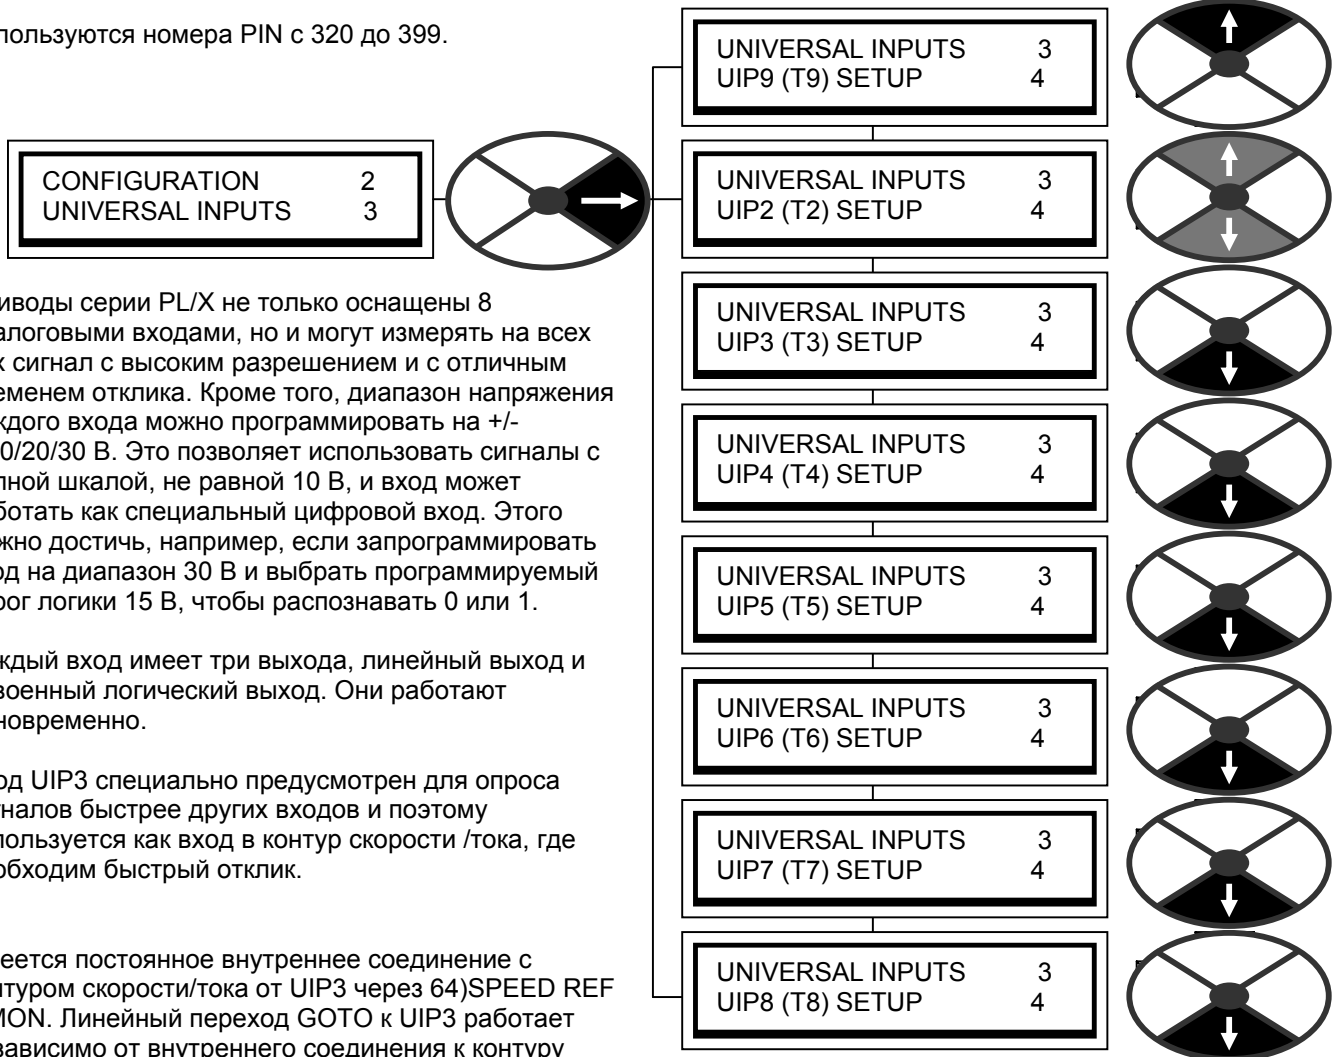 пользуются номера PIN с 320 до 399.
CONFIGURATION 2
UNIVERSAL INPUTS 3
иводы серии PL/X не только оснащены 8
алоговыми входами, но и могут измерять на всех
х сигнал с высоким разрешением и с отличным
еменем отклика. Кроме того, диапазон напряжения
ждого входа можно программировать на +/-
0/20/30 В. Это позволяет использовать сигналы с
лной шкалой, не равной 10 В, и вход может
ботать как специальный цифровой вход. Этого
жно достичь, например, если запрограммировать
од на диапазон 30 В и выбрать программируемый
рог логики 15 В, чтобы распознавать 0 или 1.
ждый вход имеет три выхода, линейный выход и
военный логический выход. Они работают
новременно.
од UIP3 специально предусмотрен для опроса
гналов быстрее других входов и поэтому
пользуется как вход в контур скорости /тока, где
обходим быстрый отклик.
еется постоянное внутреннее соединение с
нтуром скорости/тока от UIP3 через 64)SPEED REF
MON. Линейный переход GOTO к UIP3 работает
зависимо от внутреннего соединения к контуру
UNIVERSAL INPUTS 3
UIP9 (T9) SETUP 4
UNIVERSAL INPUTS 3
UIP2 (T2) SETUP 4
UNIVERSAL INPUTS 3
UIP3 (T3) SETUP 4
UNIVERSAL INPUTS 3
UIP4 (T4) SETUP 4
UNIVERSAL INPUTS 3
UIP5 (T5) SETUP 4
UNIVERSAL INPUTS 3
UIP6 (T6) SETUP 4
UNIVERSAL INPUTS 3
UIP7 (T7) SETUP 4
UNIVERSAL INPUTS 3
UIP8 (T8) SETUP 4